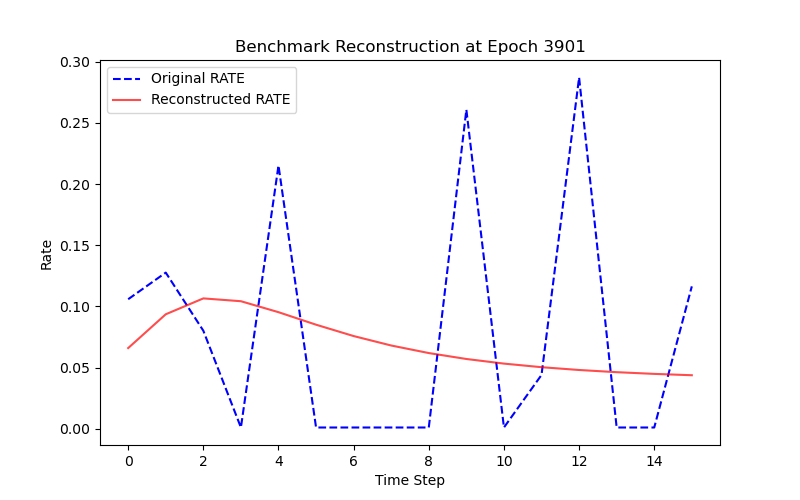 Benchmark Reconstruction at Epoch 3901
Original RATE
Reconstructed RATE
0.30
0.25
0.20
0.15
0.10
0.05
0.00
Rate
0 2 4 6 8 10 12 14
Time Step